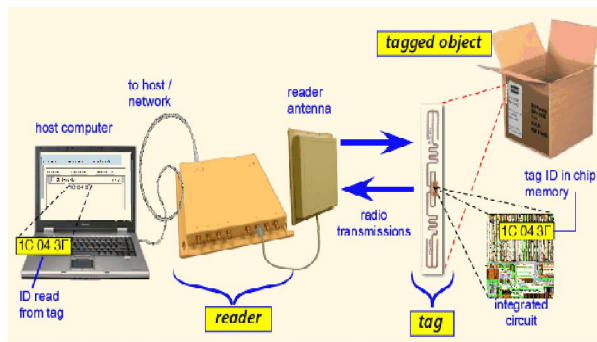 tagged object
to host /
network
reader
antenna
host computer
tag ID in chip
memory
radio
transmissions
1C 04 3F
1C 04 3F
ID read
from tag
reader
tag
integrated
circuit